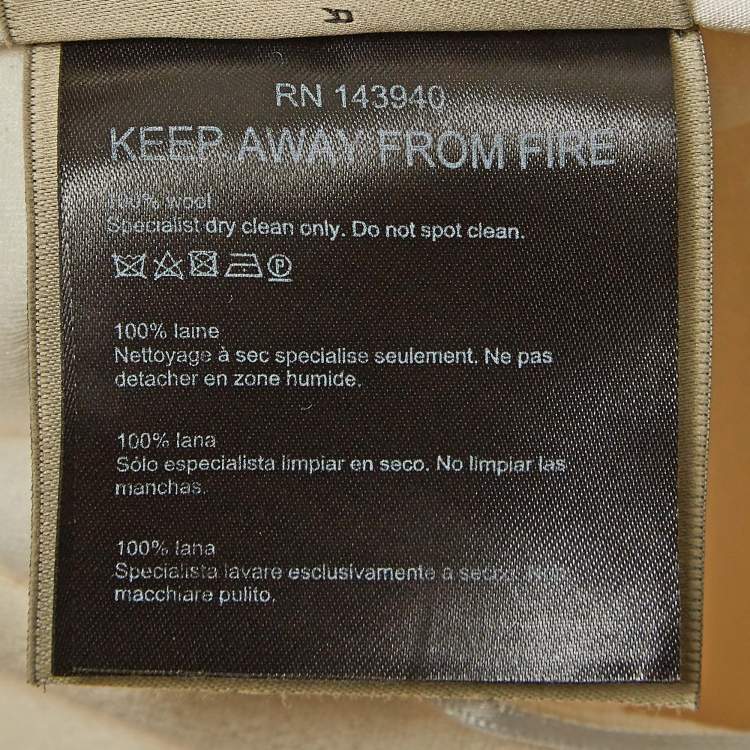 R
RN 143940
KEEP AWAY FROM FIRE
100% wool
Specialist dry clean only. Do not spot clean.
P
100% laine
Nettoyage à sec specialise seulement. Ne pas
detacher en zone humide.
100% lana
Sólo especialista limpiar en seco. No limpiar las
manchas.
100% lana
Specialista lavare esclusivamente a secco. Non
macchiare pulito.